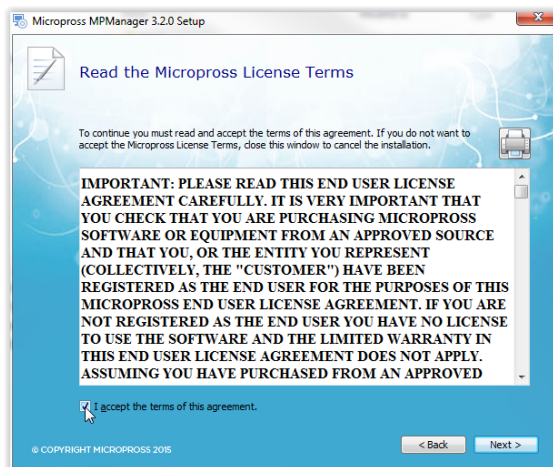 Micropross MPManager 3.2.0 Setup
Read the Micropross License Terms
To continue you must read and accept the terms of this agreement. If you do not want to
accept the Micropross License Terms, close this window to cancel the installation.
IMPORTANT: PLEASE READ THIS END USER LICENSE
AGREEMENT CAREFULLY. IT IS VERY IMPORTANT THAT
YOU CHECK THAT YOU ARE PURCHASING MICROPROSS
SOFTWARE OR EQUIPMENT FROM AN APPROVED SOURCE
AND THAT YOU, OR THE ENTITY YOU REPRESENT
(COLLECTIVELY, THE "CUSTOMER") HAVE BEEN
REGISTERED AS THE END USER FOR THE PURPOSES OF THIS
MICROPROSS END USER LICENSE AGREEMENT. IF YOU ARE
NOT REGISTERED AS THE END USER YOU HAVE NO LICENSE
TO USE THE SOFTWARE AND THE LIMITED WARRANTY IN
THIS END USER LICENSE AGREEMENT DOES NOT APPLY.
ASSUMING YOU HAVE PURCHASED FROM AN APPROVED
I accept the terms of this agreement.
© COPYRIGHT MICROPROSS 2015
< Back
Next >